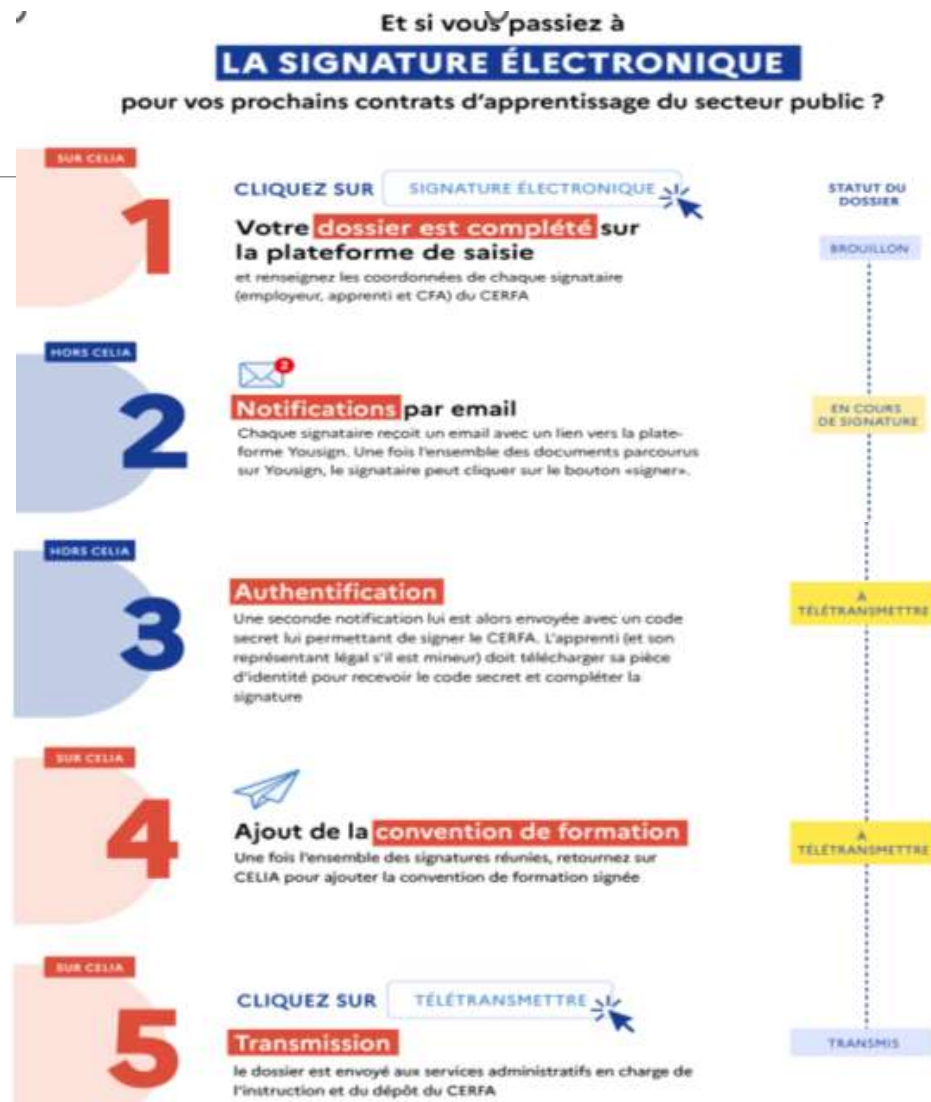 Et si vous passiez à
LA SIGNATURE ÉLECTRONIQUE
pour vos prochains contrats d'apprentissage du secteur public ?
SUR CELIA
1
CLIQUEZ SUR SIGNATURE ÉLECTRONIQUE
STATUT DU
DOSSIER
Votre dossier est complété sur
la plateforme de saisie
BROUILLON
et renseignez les coordonnées de chaque signataire
(employeur, apprenti et CFA) du CERFA
HORS CELIA
2
2
Notifications par email
EN COURS
DE SIGNATURE
Chaque signataire reçoit un email avec un lien vers la plate-
forme Yousign. Une fois l'ensemble des documents parcourus
sur Yousign, le signataire peut cliquer sur le bouton «signer».
HORS CELIA
3
Authentification
À
TÉLÉTRANSMETTRE
Une seconde notification lui est alors envoyée avec un code
secret lui permettant de signer le CERFA. L'apprenti (et son
représentant légal s'il est mineur) doit télécharger sa pièce
d'identité pour recevoir le code secret et compléter la
signature
SUR CELIA
4
Ajout de la convention de formation
À
TÉLÉTRANSMETTRE
Une fois l'ensemble des signatures réunies, retournez sur
CELIA pour ajouter la convention de formation signée
SUR CELIA
5
CLIQUEZ SUR TÉLÉTRANSMETTRE
Transmission
TRANSMIS
le dossier est envoyé aux services administratifs en charge de
l'instruction et du dépôt du CERFA